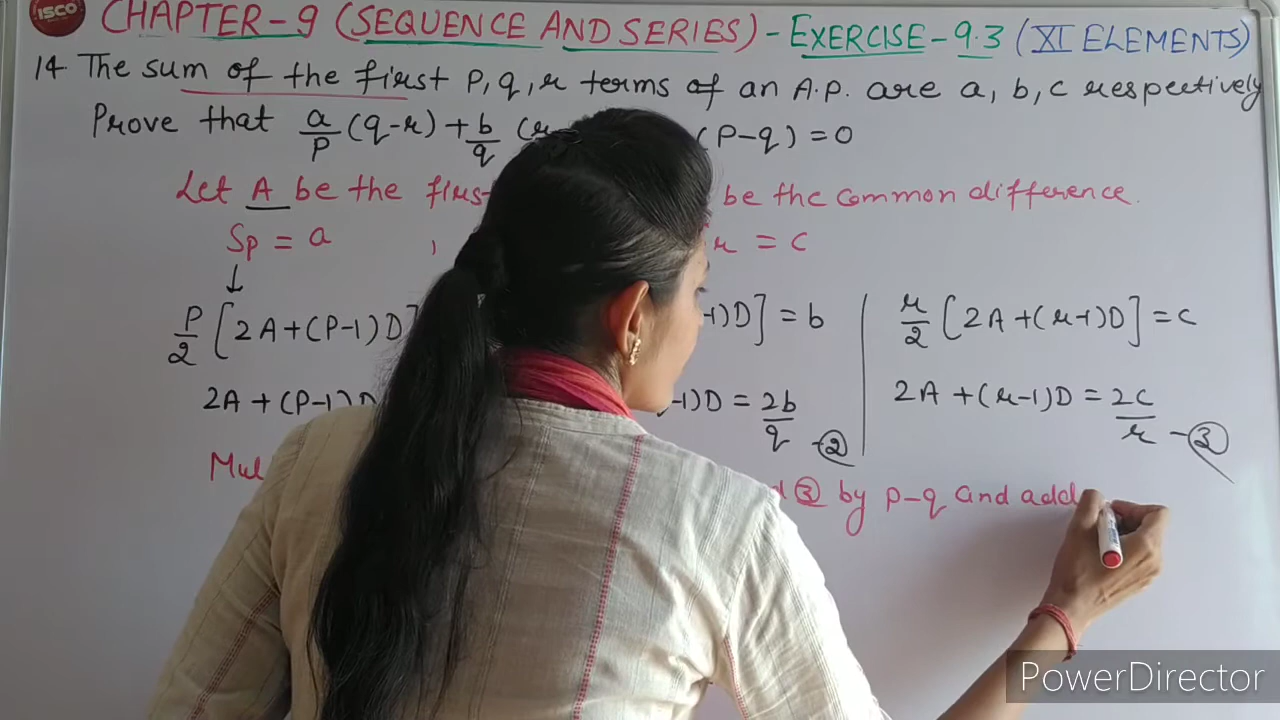 ISCO
CHAPTER-9 (SEQUENCE AND SERIES) - EXERCISE-9.3 (XI ELEMENTS)
14. The sum of the first P, q, r terms of an A.P. are a, b, c respectively
Prove that a/P (q-r) + b/q (r (P-q) = 0
Let A be the firs be the common difference.
Sp = a , r = c
P/2 [2A+(P-1)D] -1)D] = b r/2 [2A+(r-1)D] = c
2A + (P-1)D -1)D = 2b/q -② 2A + (r-1)D = 2c/r -③
Mul ③ by p-q and add
PowerDirector